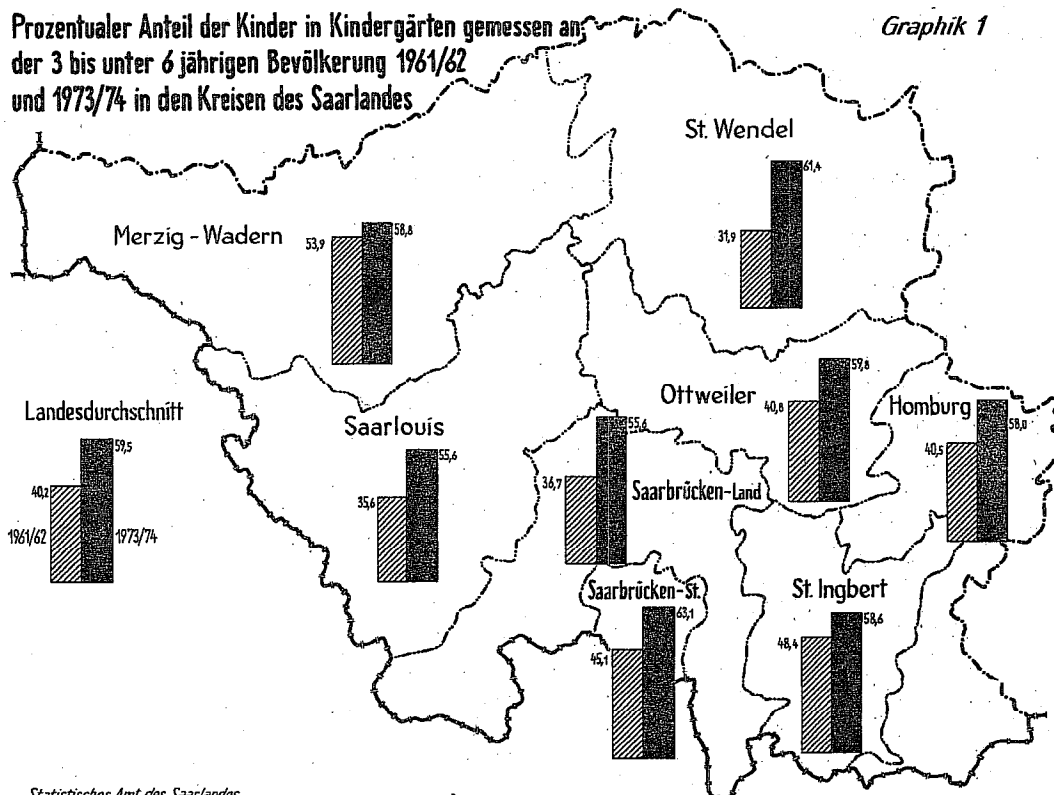 Prozentualer Anteil der Kinder in Kindergärten gemessen an
der 3 bis unter 6 jährigen Bevölkerung 1961/62
und 1973/74 in den Kreisen des Saarlandes
Graphik 1
St. Wendel
31,9
61,4
Merzig - Wadern
53,9
58,8
Landesdurchschnitt
40,2
59,5
1961/62
1973/74
Saarlouis
35,6
55,6
Saarbrücken-Land
36,7
55,6
Ottweiler
40,8
59,8
Homburg
40,5
58,0
Saarbrücken-St.
45,1
63,1
St. Ingbert
48,4
58,6
Statistisches Amt des Saarlandes